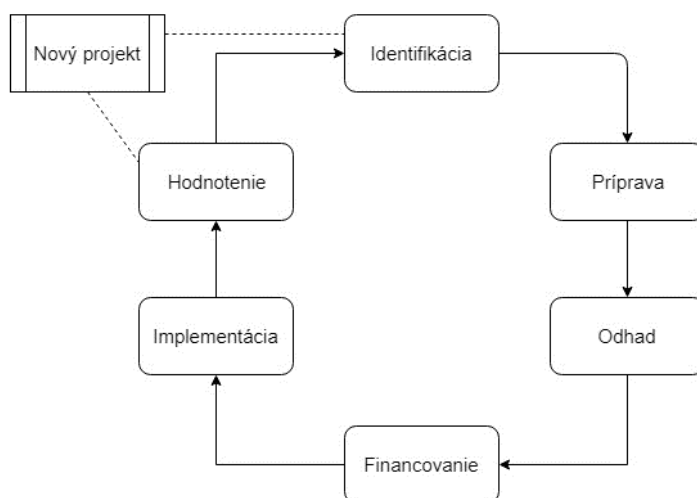 Nový projekt
Identifikácia
Hodnotenie
Príprava
Implementácia
Odhad
Financovanie